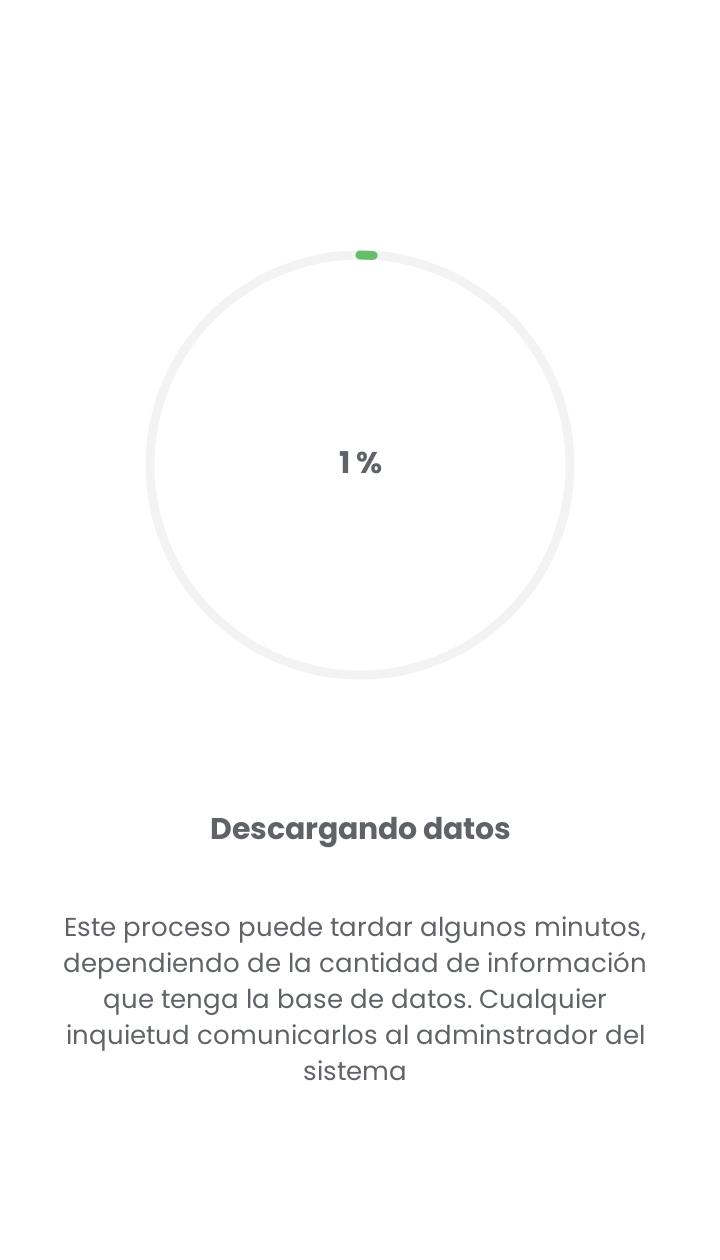 1 %
Descargando datos
Este proceso puede tardar algunos minutos,
dependiendo de la cantidad de información
que tenga la base de datos. Cualquier
inquietud comunicarlos al adminstrador del
sistema